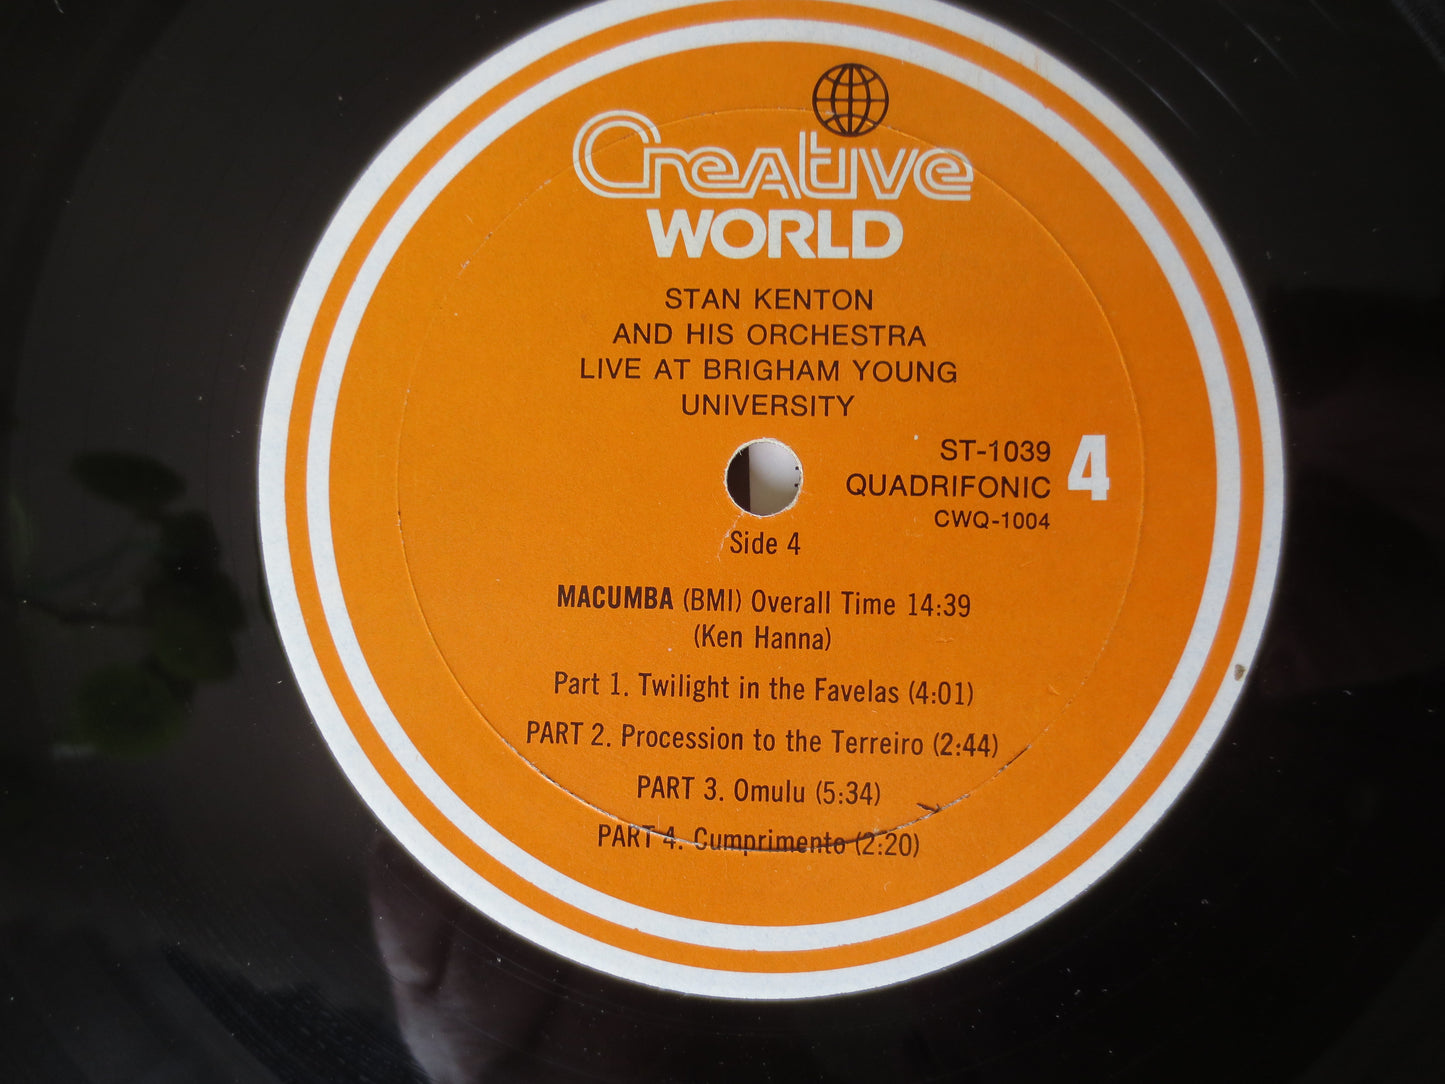 Creative
WORLD
STAN KENTON
AND HIS ORCHESTRA
LIVE AT BRIGHAM YOUNG
UNIVERSITY
ST-1039
QUADRIFONIC
CWQ-1004
4
Side 4
MACUMBA (BMI) Overall Time 14:39
(Ken Hanna)
Part 1. Twilight in the Favelas (4:01)
PART 2. Procession to the Terreiro (2:44)
PART 3. Omulu (5:34)
PART 4. Cumprimento (2:20)